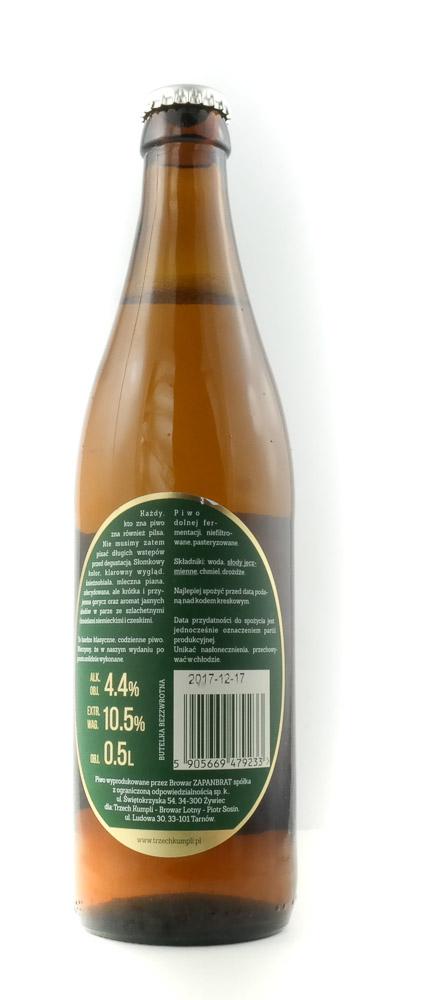 Każdy,
kto zna piwo
zna również pilsa.
Nie musimy zatem
pisać długich wstępów
przed degustacją. Słomkowy
kolor, klarowny wygląd,
śnieżnobiała, mleczna piana,
zdecydowana, ale krótka i przy-
jemna gorycz oraz aromat jasnych
słodów w parze ze szlachetnymi
chmielami niemieckimi i czeskimi.
To bardzo klasyczne, codzienne piwo.
Wierzymy, że w naszym wydaniu po
prostu solidnie wykonane.
Piwo
dolnej fer-
mentacji, niefiltro-
wane, pasteryzowane.
Składniki: woda, słody jęcz-
mienne, chmiel, drożdże.
Najlepiej spożyć przed datą poda-
ną nad kodem kreskowym.
Data przydatności do spożycia jest
jednocześnie oznaczeniem partii
produkcyjnej.
Unikać nasłonecznienia, przechowy-
wać w chłodzie.
ALK. OBJ. 4.4%
EXTR. WAG. 10.5%
OBJ. 0.5L
BUTELKA BEZZWROTNA
2017-12-17
5 905669 479233
Piwo wyprodukowane przez Browar ZAPANBRAT spółka
z ograniczoną odpowiedzialnością sp. k.,
ul. Świętokrzyska 54, 34-300 Żywiec
dla: Trzech Kumpli - Browar Lotny - Piotr Sosin.
ul. Ludowa 30, 33-101 Tarnów.
www.trzechkumpli.pl